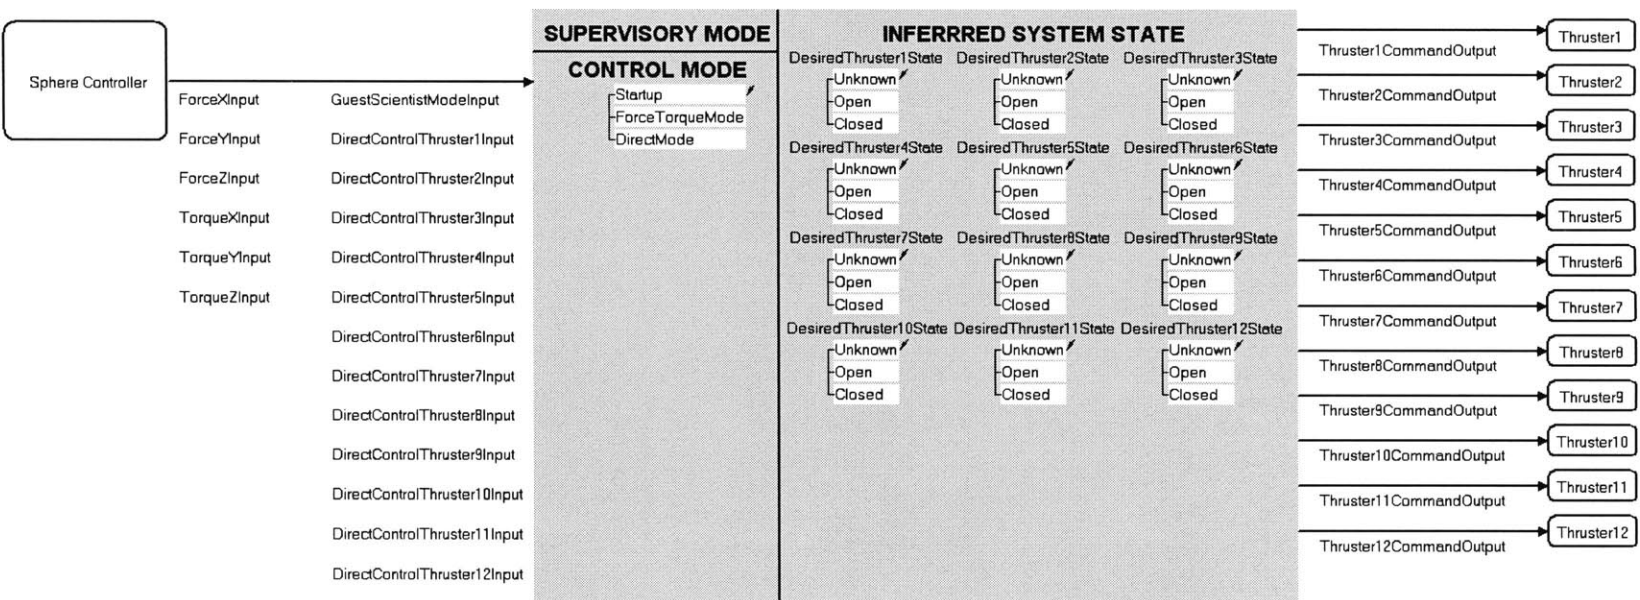 Sphere Controller
ForceXInput
ForceYInput
ForceZInput
TorqueXInput
TorqueYInput
TorqueZInput
GuestScientistModeInput
DirectControlThruster1Input
DirectControlThruster2Input
DirectControlThruster3Input
DirectControlThruster4Input
DirectControlThruster5Input
DirectControlThruster6Input
DirectControlThruster7Input
DirectControlThruster8Input
DirectControlThruster9Input
DirectControlThruster10Input
DirectControlThruster11Input
DirectControlThruster12Input
SUPERVISORY MODE
CONTROL MODE
Startup
ForceTorqueMode
DirectMode
INFERRRED SYSTEM STATE
DesiredThruster1State DesiredThruster2State DesiredThruster3State
Unknown Unknown Unknown
Open Open Open
Closed Closed Closed
DesiredThruster4State DesiredThruster5State DesiredThruster6State
Unknown Unknown Unknown
Open Open Open
Closed Closed Closed
DesiredThruster7State DesiredThruster8State DesiredThruster9State
Unknown Unknown Unknown
Open Open Open
Closed Closed Closed
DesiredThruster10State DesiredThruster11State DesiredThruster12State
Unknown Unknown Unknown
Open Open Open
Closed Closed Closed
Thruster1CommandOutput
Thruster2CommandOutput
Thruster3CommandOutput
Thruster4CommandOutput
Thruster5CommandOutput
Thruster6CommandOutput
Thruster7CommandOutput
Thruster8CommandOutput
Thruster9CommandOutput
Thruster10CommandOutput
Thruster11CommandOutput
Thruster12CommandOutput
Thruster1
Thruster2
Thruster3
Thruster4
Thruster5
Thruster6
Thruster7
Thruster8
Thruster9
Thruster10
Thruster11
Thruster12